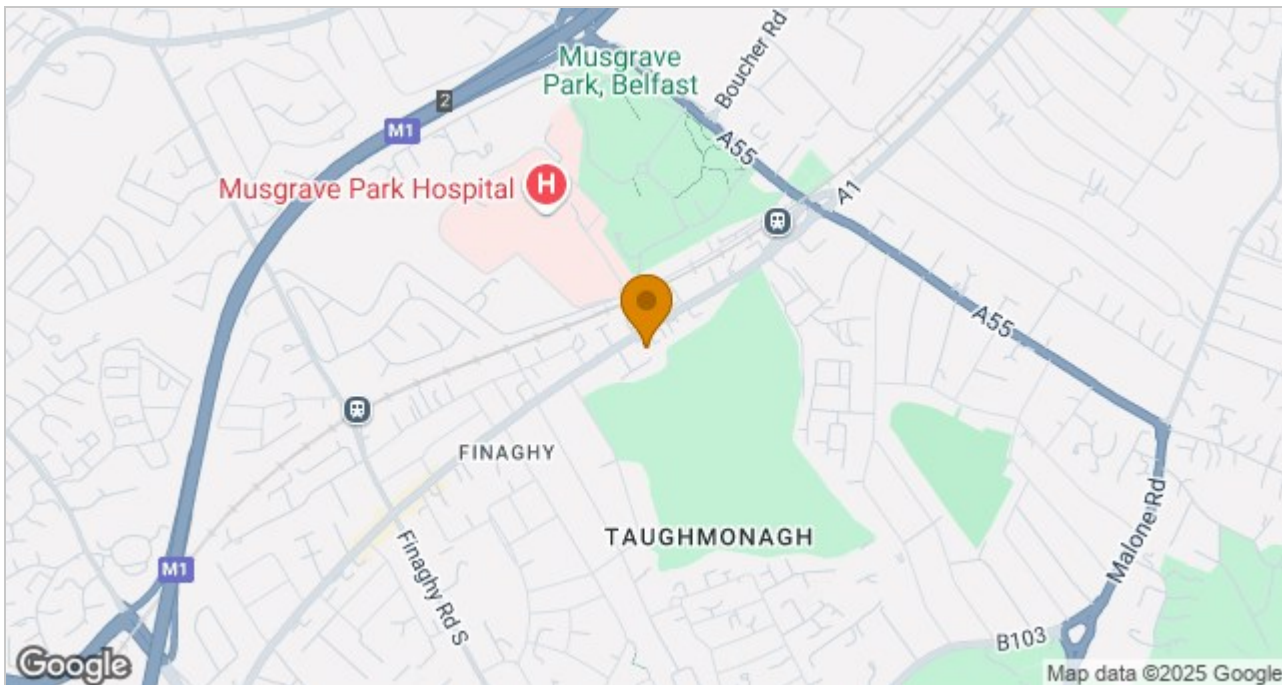 Musgrave
Park, Belfast
Boucher Rd
2
M1
A55
Musgrave Park Hospital
H
A1
A55
FINAGHY
TAUGHMONAGH
Malone Rd
M1
Finaghy Rd S
B103
Google
Map data ©2025 Google